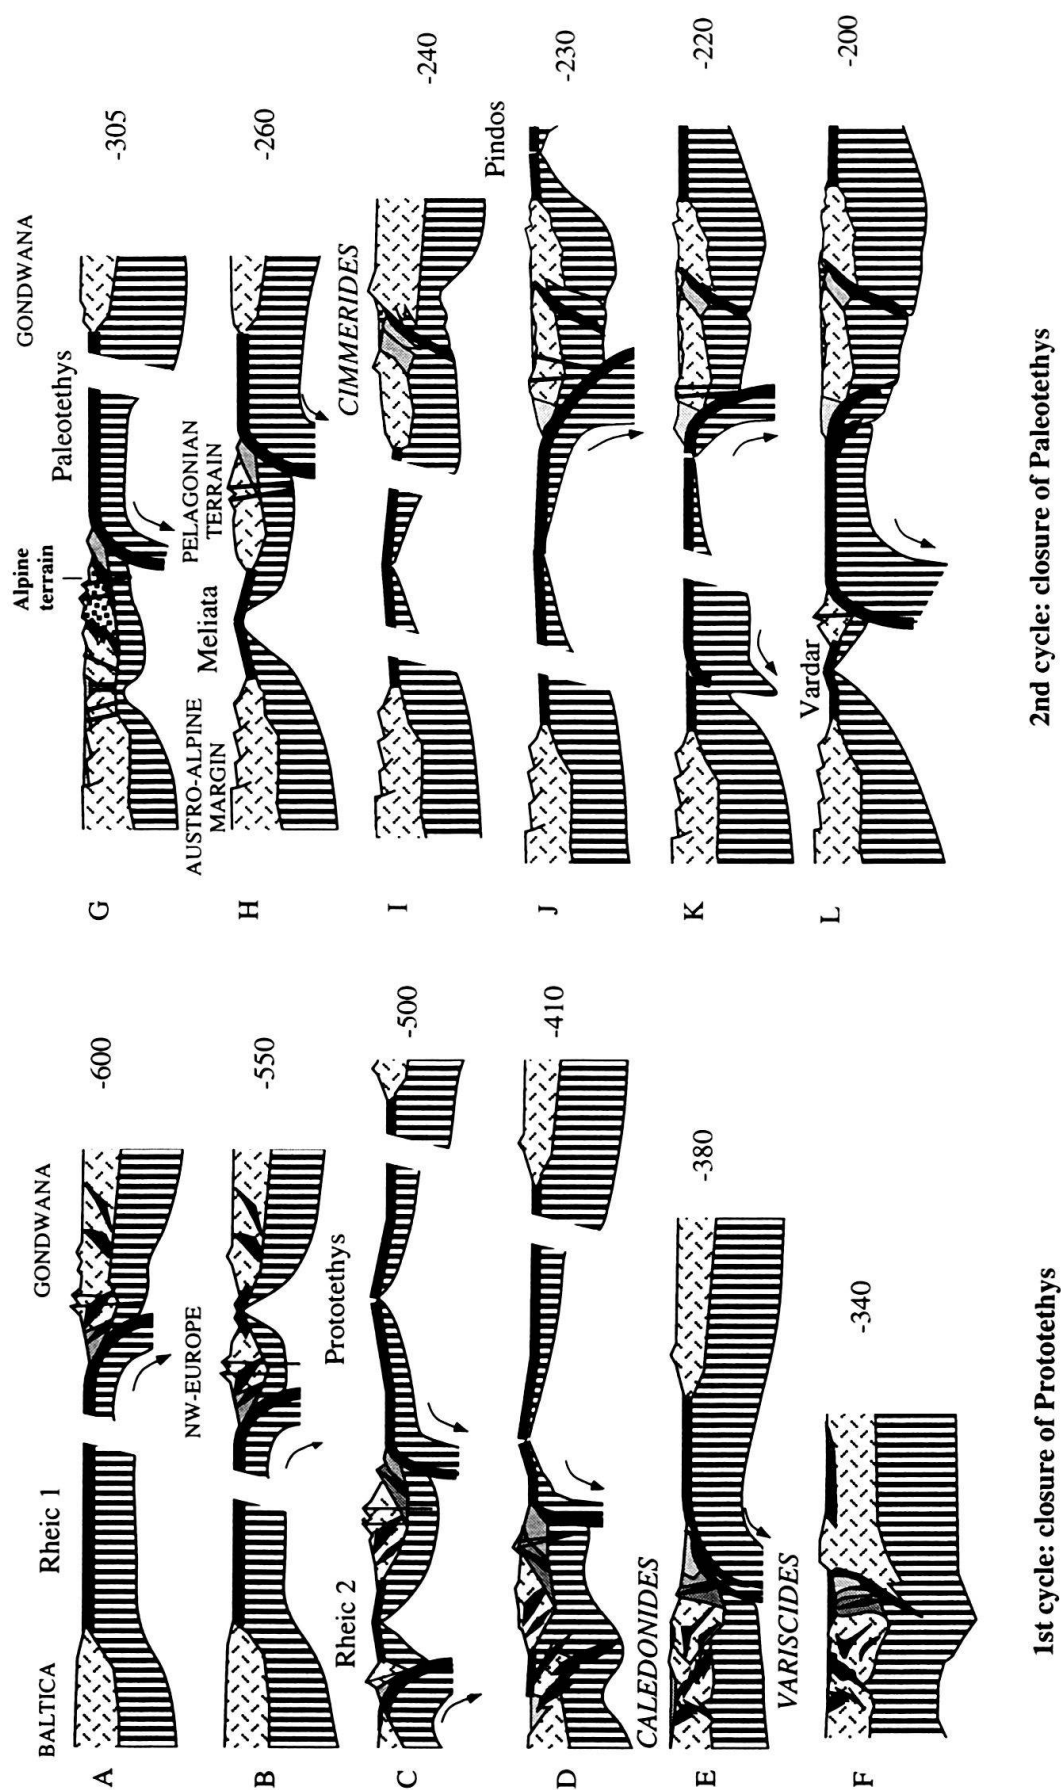 BALTICA
Rheic 1
GONDWANA
A
-600
NW-EUROPE
B
-550
Prototethys
Rheic 2
C
-500
D
-410
CALEDONIDES
E
-380
VARISCIDES
F
-340
1st cycle: closure of Prototethys
Alpine
terrain
Paleotethys
GONDWANA
G
-305
AUSTRO-ALPINE
MARGIN
Meliata
PELAGONIAN
TERRAIN
H
-260
CIMMERIDES
I
-240
Pindos
J
-230
K
-220
Vardar
L
-200
2nd cycle: closure of Paleotethys